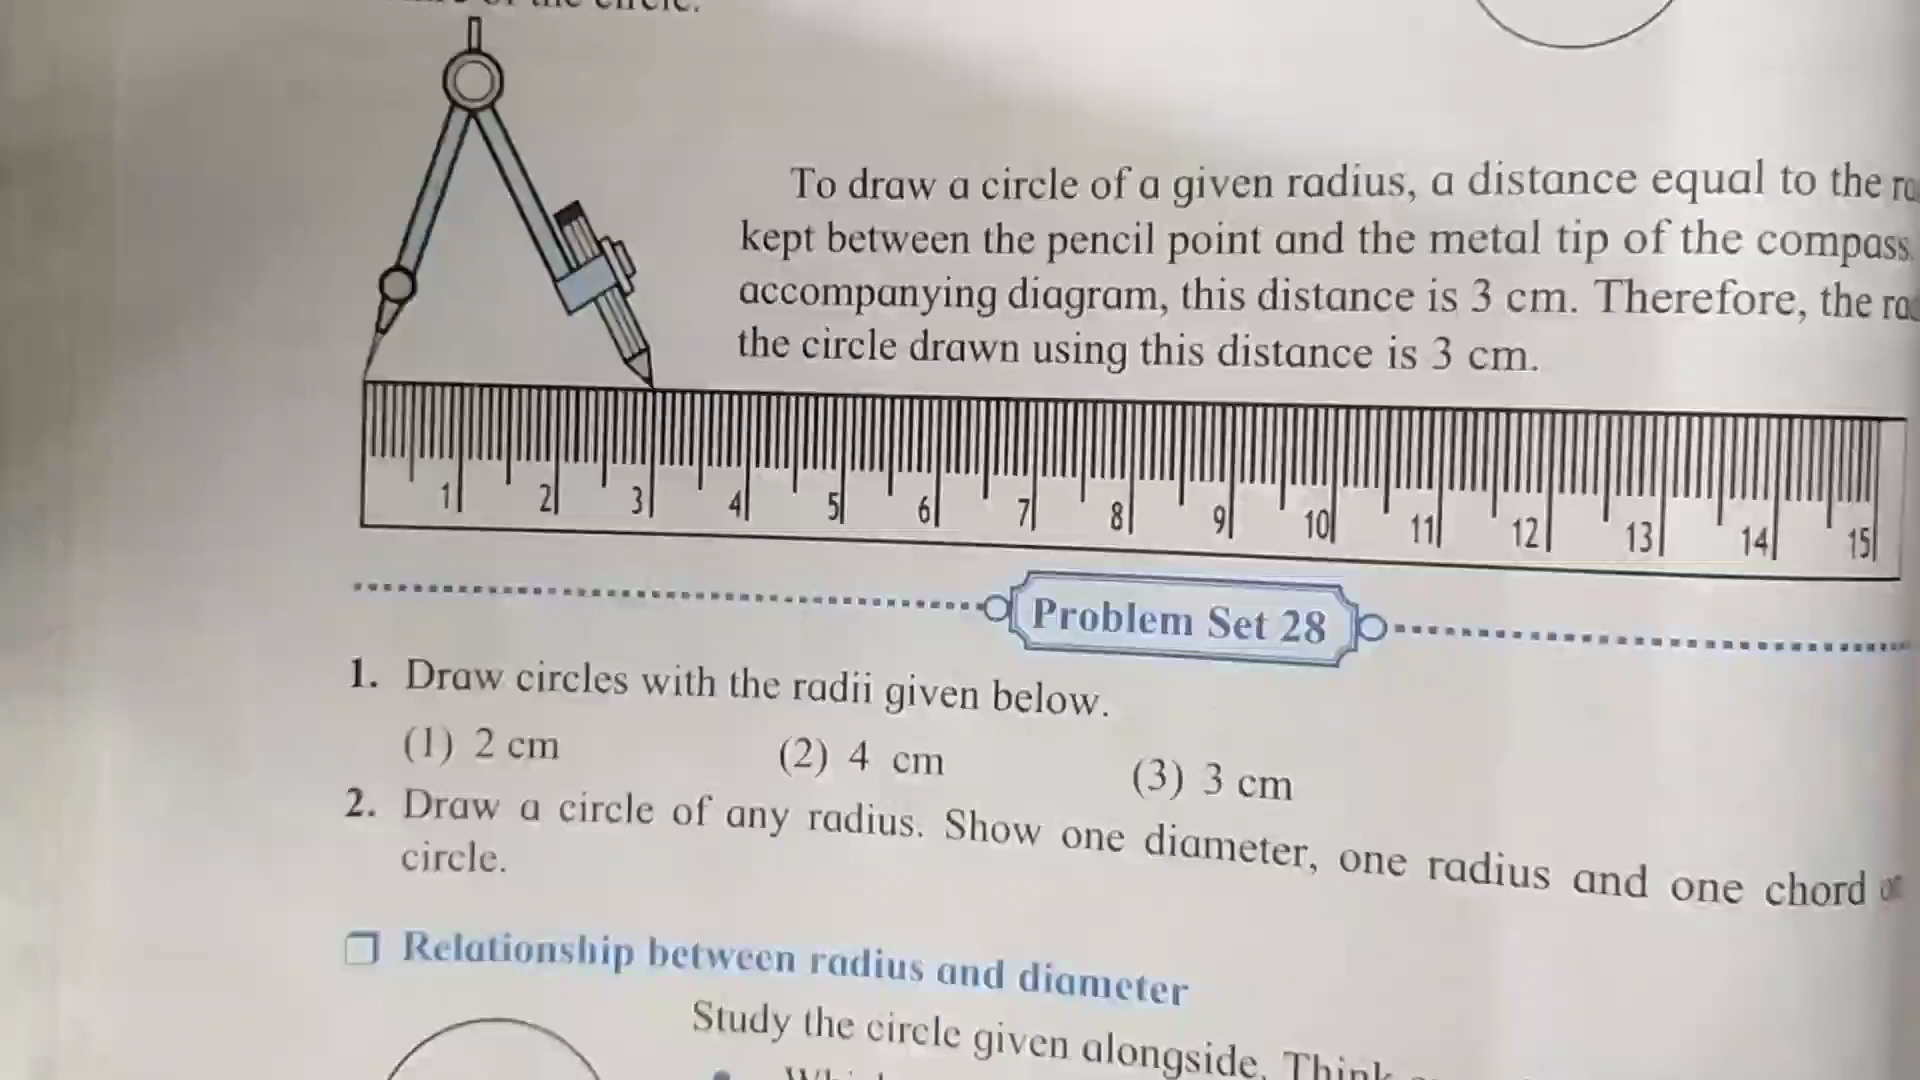 of the circle.
To draw a circle of a given radius, a distance equal to the
kept between the pencil point and the metal tip of the compass.
accompanying diagram, this distance is 3 cm. Therefore, the
the circle drawn using this distance is 3 cm.
1 2 3 4 5 6 7 8 9 10 11 12 13 14 15
Problem Set 28
1. Draw circles with the radii given below.
(1) 2 cm (2) 4 cm (3) 3 cm
2. Draw a circle of any radius. Show one diameter, one radius and one chord
circle.
Relationship between radius and diameter
Study the circle given alongside. Think